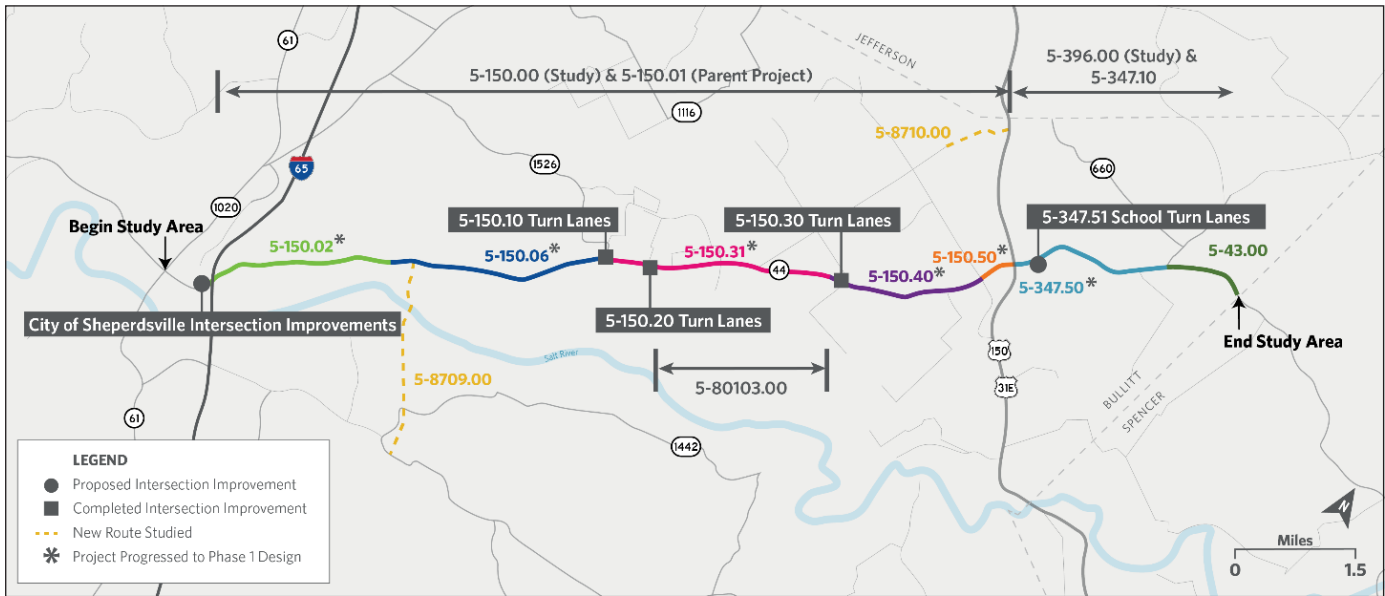 61
JEFFERSON
5-150.00 (Study) & 5-150.01 (Parent Project)
5-396.00 (Study) &
5-347.10
1116
5-8710.00
65
1526
660
1020
Begin Study Area
5-150.10 Turn Lanes
5-150.30 Turn Lanes
5-347.51 School Turn Lanes
5-150.02*
5-150.06*
5-150.31*
44
5-150.40*
5-150.50*
5-347.50*
5-43.00
City of Sheperdsville Intersection Improvements
5-150.20 Turn Lanes
End Study Area
Salt River
150
31E
5-8709.00
5-80103.00
BULLITT
SPENCER
61
1442
LEGEND
Proposed Intersection Improvement
Completed Intersection Improvement
New Route Studied
* Project Progressed to Phase 1 Design
N
Miles
0 1.5